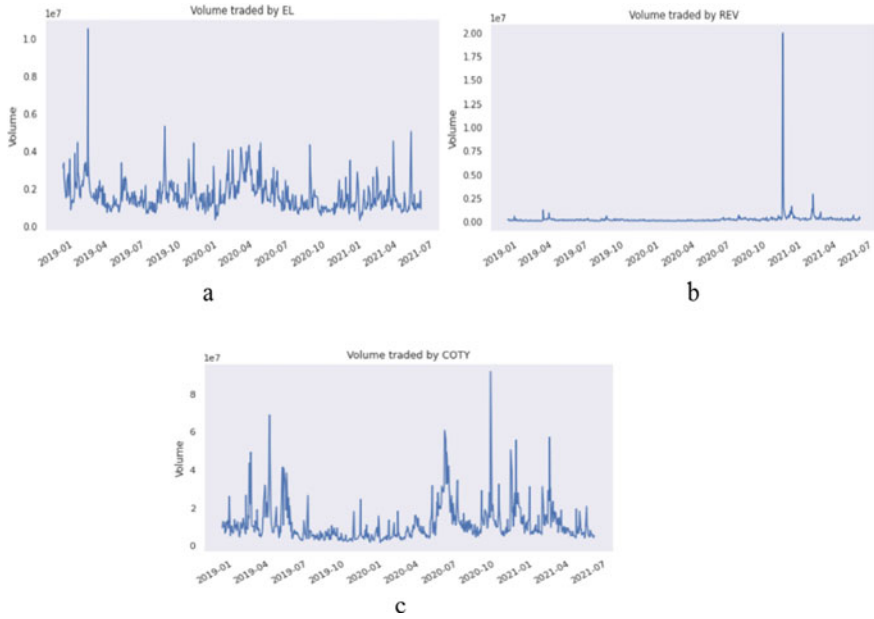 Volume traded by EL
1e7
Volume
1.0
0.8
0.6
0.4
0.2
0.0
2019-01 2019-04 2019-07 2019-10 2020-01 2020-04 2020-07 2020-10 2021-01 2021-04 2021-07
a
Volume traded by REV
1e7
Volume
2.00
1.75
1.50
1.25
1.00
0.75
0.50
0.25
0.00
2019-01 2019-04 2019-07 2019-10 2020-01 2020-04 2020-07 2020-10 2021-01 2021-04 2021-07
b
Volume traded by COTY
1e7
Volume
8
6
4
2
0
2019-01 2019-04 2019-07 2019-10 2020-01 2020-04 2020-07 2020-10 2021-01 2021-04 2021-07
c